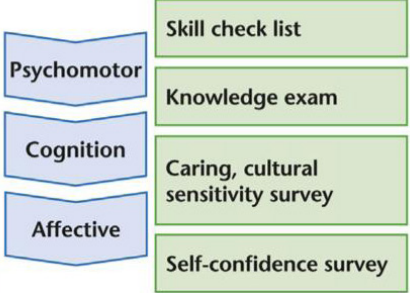 Psychomotor
Cognition
Affective
Skill check list
Knowledge exam
Caring, cultural
sensitivity survey
Self-confidence survey